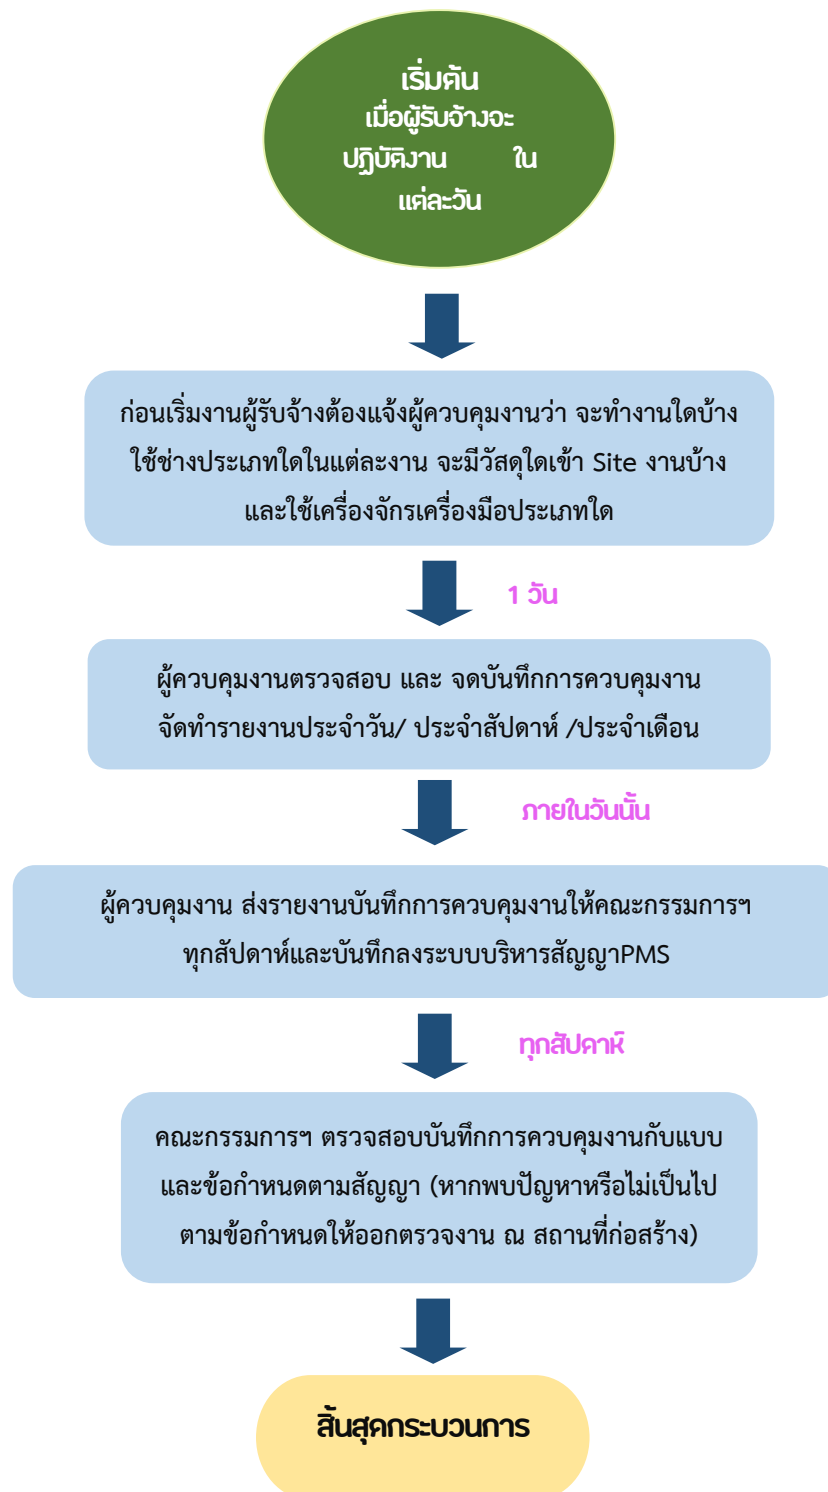 เริ่มต้น
เมื่อผู้รับจ้างจะ
ปฏิบัติงาน ใน
แต่ละวัน
ก่อนเริ่มงานผู้รับจ้างต้องแจ้งผู้ควบคุมงานว่า จะทำงานใดบ้าง
ใช้ช่างประเภทใดในแต่ละงาน จะมีวัสดุใดเข้า Site งานบ้าง
และใช้เครื่องจักรเครื่องมือประเภทใด
1 วัน
ผู้ควบคุมงานตรวจสอบ และ จดบันทึกการควบคุมงาน
จัดทำรายงานประจำวัน/ ประจำสัปดาห์ /ประจำเดือน
ภายในวันนั้น
ผู้ควบคุมงาน ส่งรายงานบันทึกการควบคุมงานให้คณะกรรมการฯ
ทุกสัปดาห์และบันทึกลงระบบบริหารสัญญาPMS
ทุกสัปดาห์
คณะกรรมการฯ ตรวจสอบบันทึกการควบคุมงานกับแบบ
และข้อกำหนดตามสัญญา (หากพบปัญหาหรือไม่เป็นไป
ตามข้อกำหนดให้ออกตรวจงาน ณ สถานที่ก่อสร้าง)
สิ้นสุดกระบวนการ